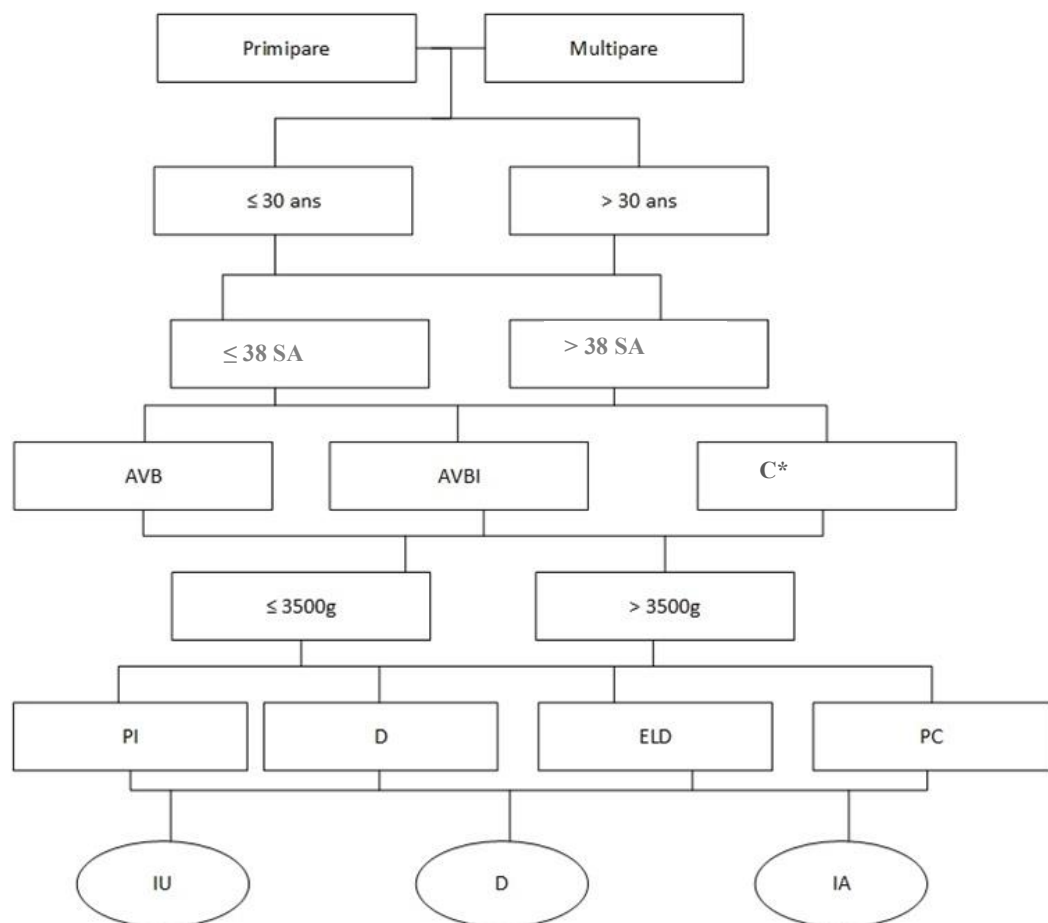 Primipare
Multipare
≤ 30 ans
> 30 ans
≤ 38 SA
> 38 SA
AVB
AVBI
C*
≤ 3500g
> 3500g
PI
D
ELD
PC
IU
D
IA